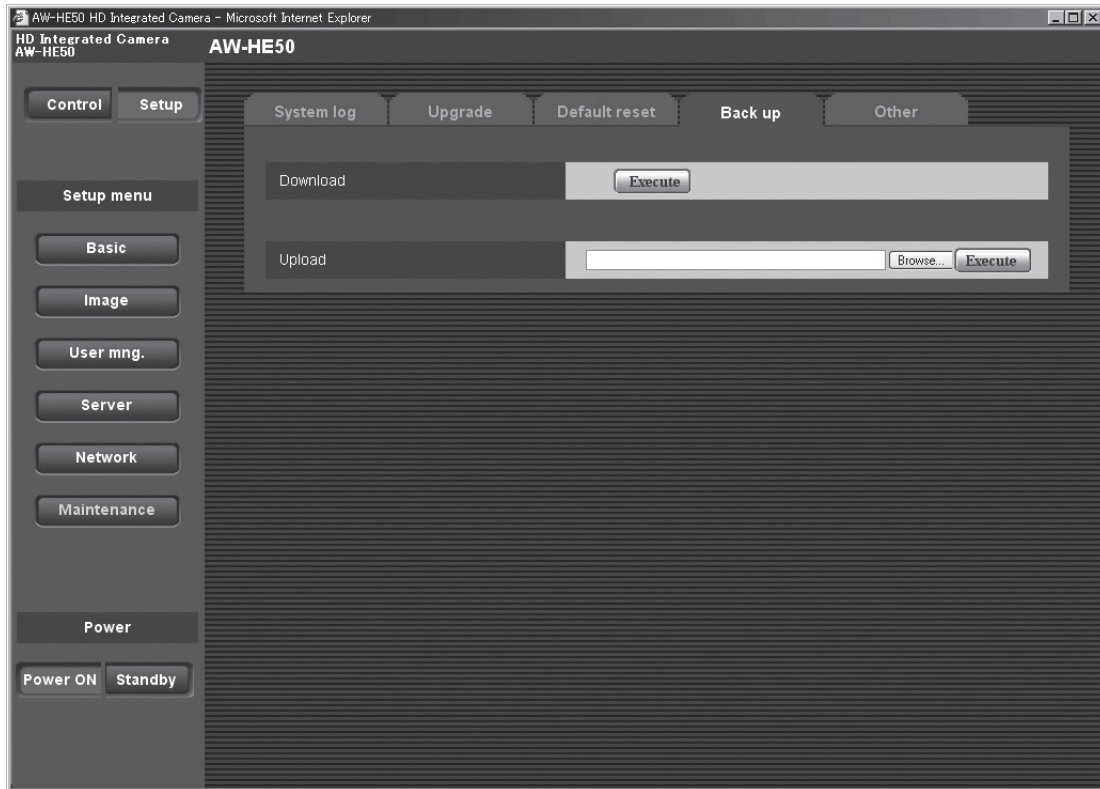 AW-HE50 HD Integrated Camera - Microsoft Internet Explorer
HD Integrated Camera
AW-HE50
AW-HE50
Control Setup
System log Upgrade Default reset Back up Other
Download Execute
Setup menu
Basic
Upload Browse... Execute
Image
User mng.
Server
Network
Maintenance
Power
Power ON Standby